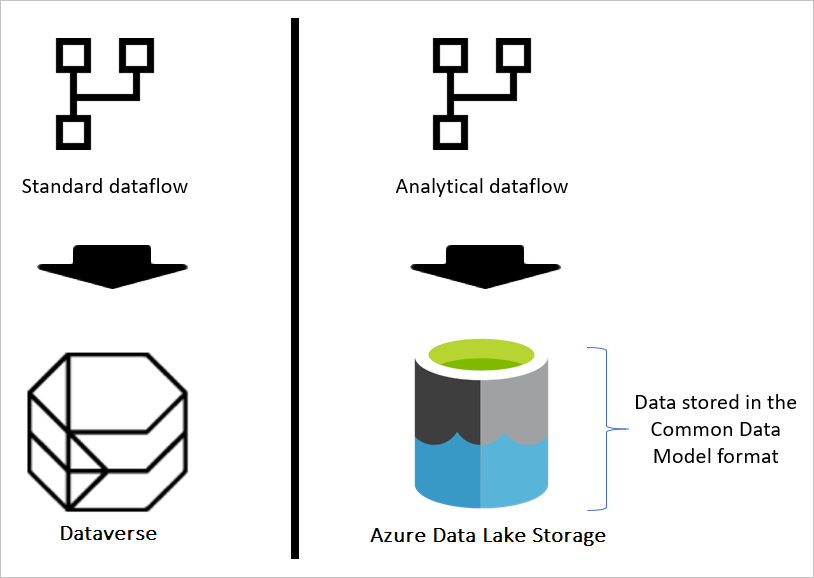 Standard dataflow
Analytical dataflow
Data stored in the
Common Data
Model format
Dataverse
Azure Data Lake Storage